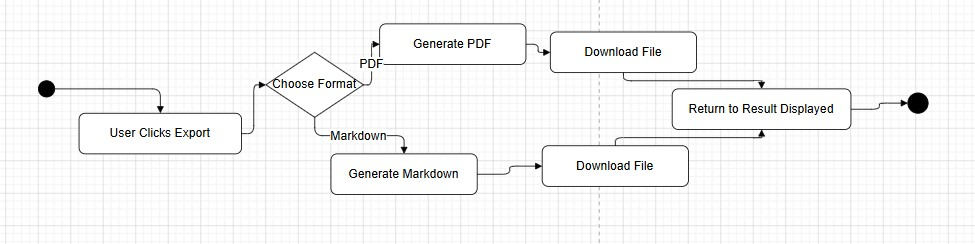 Generate PDF
Download File
PDF
Choose Format
Return to Result Displayed
User Clicks Export
Markdown
Generate Markdown
Download File